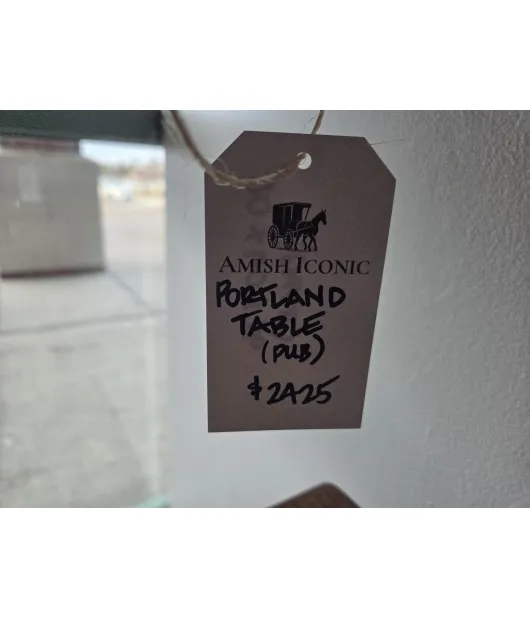 AMISH ICONIC
PORTLAND
TABLE
(PUB)
$2425